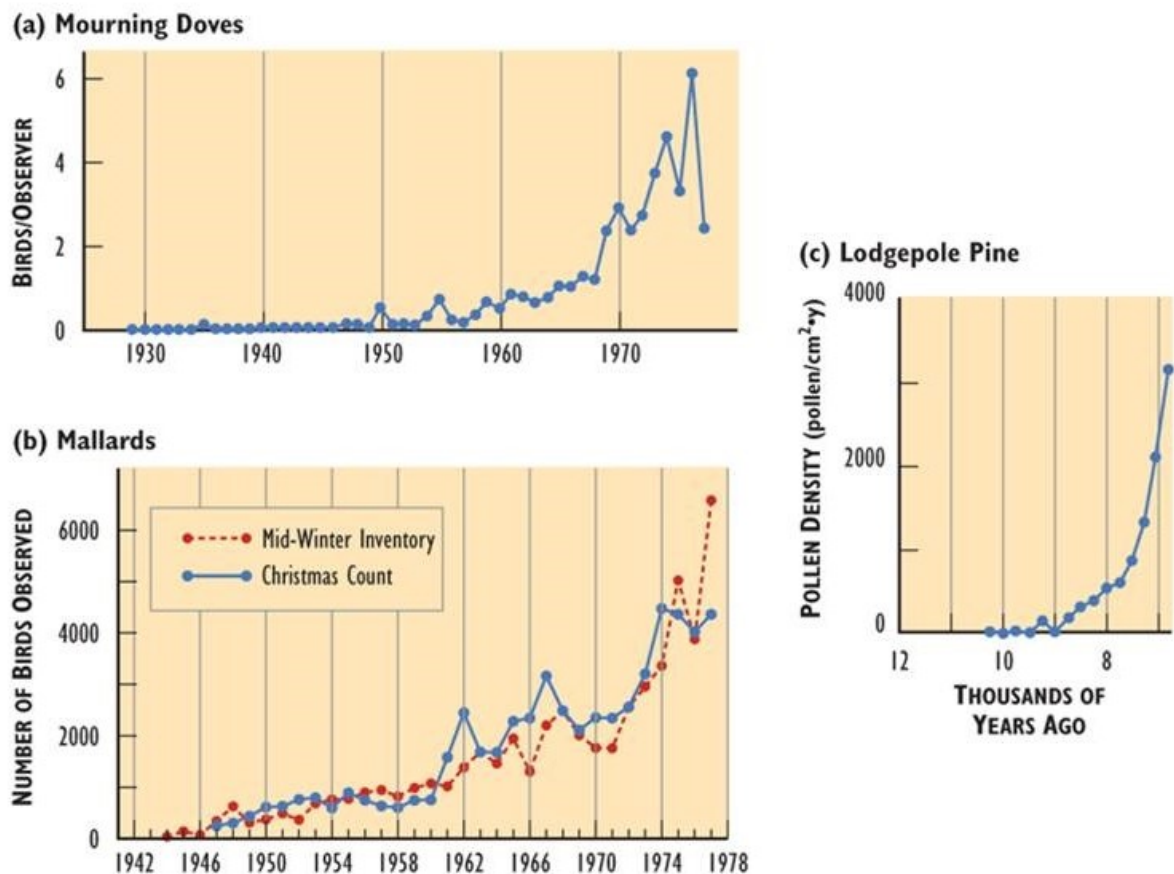 (a) Mourning Doves
BIRDS/OBSERVER
6
4
2
0
1930 1940 1950 1960 1970
(b) Mallards
NUMBER OF BIRDS OBSERVED
6000
4000
2000
0
Mid-Winter Inventory
Christmas Count
1942 1946 1950 1954 1958 1962 1966 1970 1974 1978
(c) Lodgepole Pine
POLLEN DENSITY (pollen/cm²•y)
4000
2000
0
12 10 8
THOUSANDS OF
YEARS AGO